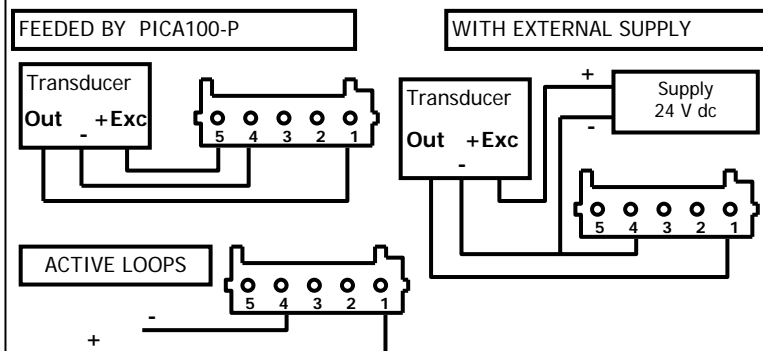 FEEDED BY PICA100-P
Transducer
Out - +Exc
5 4 3 2 1
WITH EXTERNAL SUPPLY
Transducer
Out +Exc
-
+
-
Supply
24 V dc
5 4 3 2 1
ACTIVE LOOPS
5 4 3 2 1
-
+